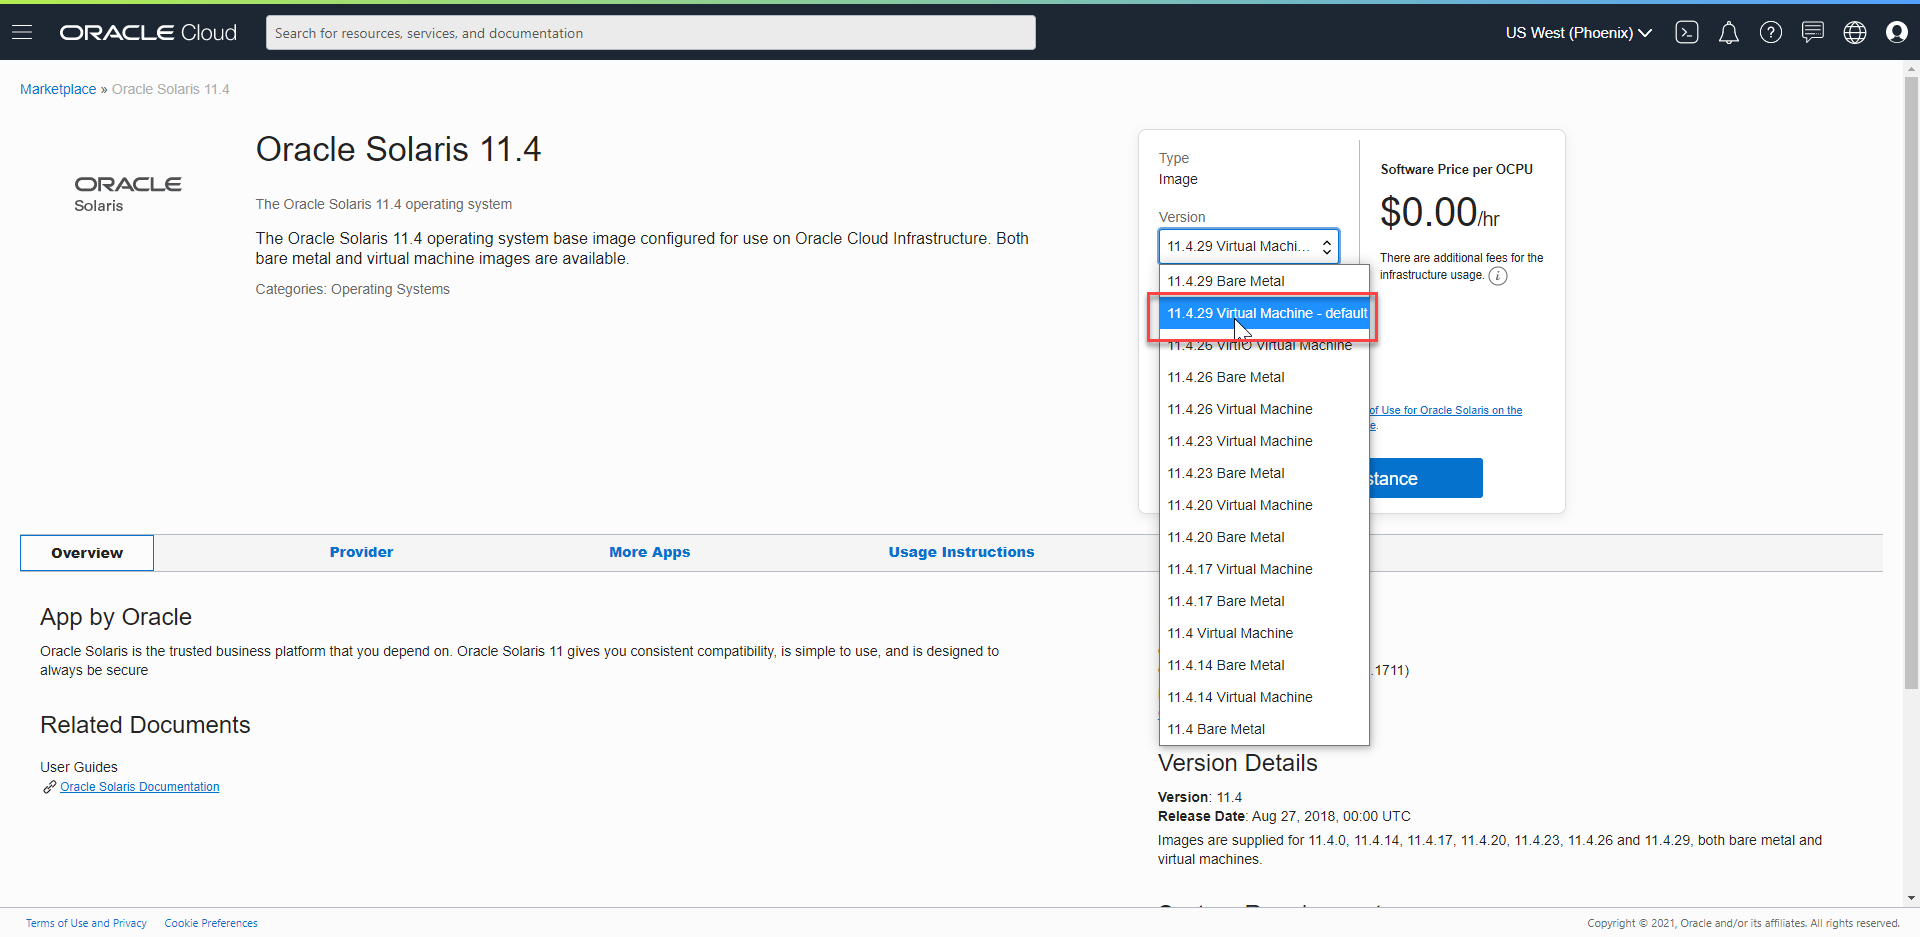 ORACLE Cloud
Search for resources, services, and documentation
US West (Phoenix)
Marketplace » Oracle Solaris 11.4
ORACLE
Solaris
Oracle Solaris 11.4
The Oracle Solaris 11.4 operating system
The Oracle Solaris 11.4 operating system base image configured for use on Oracle Cloud Infrastructure. Both
bare metal and virtual machine images are available.
Categories: Operating Systems
Type
Image
Version
11.4.29 Virtual Machi...
Software Price per OCPU
$0.00/hr
There are additional fees for the
infrastructure usage.
11.4.29 Bare Metal
11.4.29 Virtual Machine - default
11.4.26 VirtIO Virtual Machine
11.4.26 Bare Metal
11.4.26 Virtual Machine
11.4.23 Virtual Machine
11.4.23 Bare Metal
11.4.20 Virtual Machine
11.4.20 Bare Metal
11.4.17 Virtual Machine
11.4.17 Bare Metal
11.4 Virtual Machine
11.4.14 Bare Metal
11.4.14 Virtual Machine
11.4 Bare Metal
of Use for Oracle Solaris on the
e.
stance
Overview
Provider
More Apps
Usage Instructions
App by Oracle
Oracle Solaris is the trusted business platform that you depend on. Oracle Solaris 11 gives you consistent compatibility, is simple to use, and is designed to
always be secure
Related Documents
User Guides
Oracle Solaris Documentation
.1711)
Version Details
Version: 11.4
Release Date: Aug 27, 2018, 00:00 UTC
Images are supplied for 11.4.0, 11.4.14, 11.4.17, 11.4.20, 11.4.23, 11.4.26 and 11.4.29, both bare metal and
virtual machines.
Terms of Use and Privacy
Cookie Preferences
Copyright © 2021, Oracle and/or its affiliates. All rights reserved.